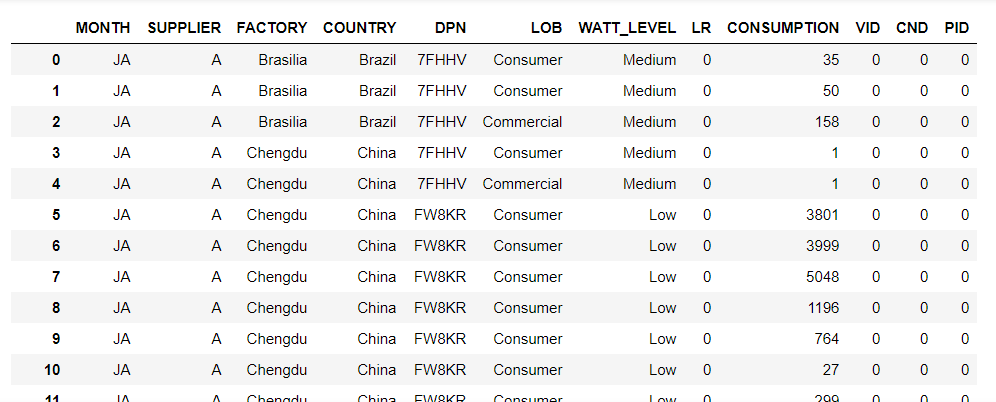 MONTH SUPPLIER FACTORY COUNTRY DPN LOB WATT_LEVEL LR CONSUMPTION VID CND PID
0 JA A Brasilia Brazil 7FHHV Consumer Medium 0 35 0 0 0
1 JA A Brasilia Brazil 7FHHV Consumer Medium 0 50 0 0 0
2 JA A Brasilia Brazil 7FHHV Commercial Medium 0 158 0 0 0
3 JA A Chengdu China 7FHHV Consumer Medium 0 1 0 0 0
4 JA A Chengdu China 7FHHV Commercial Medium 0 1 0 0 0
5 JA A Chengdu China FW8KR Consumer Low 0 3801 0 0 0
6 JA A Chengdu China FW8KR Consumer Low 0 3999 0 0 0
7 JA A Chengdu China FW8KR Consumer Low 0 5048 0 0 0
8 JA A Chengdu China FW8KR Consumer Low 0 1196 0 0 0
9 JA A Chengdu China FW8KR Consumer Low 0 764 0 0 0
10 JA A Chengdu China FW8KR Consumer Low 0 27 0 0 0
11 JA A Chengdu China FW8KR Consumer Low 0 299 0 0 0